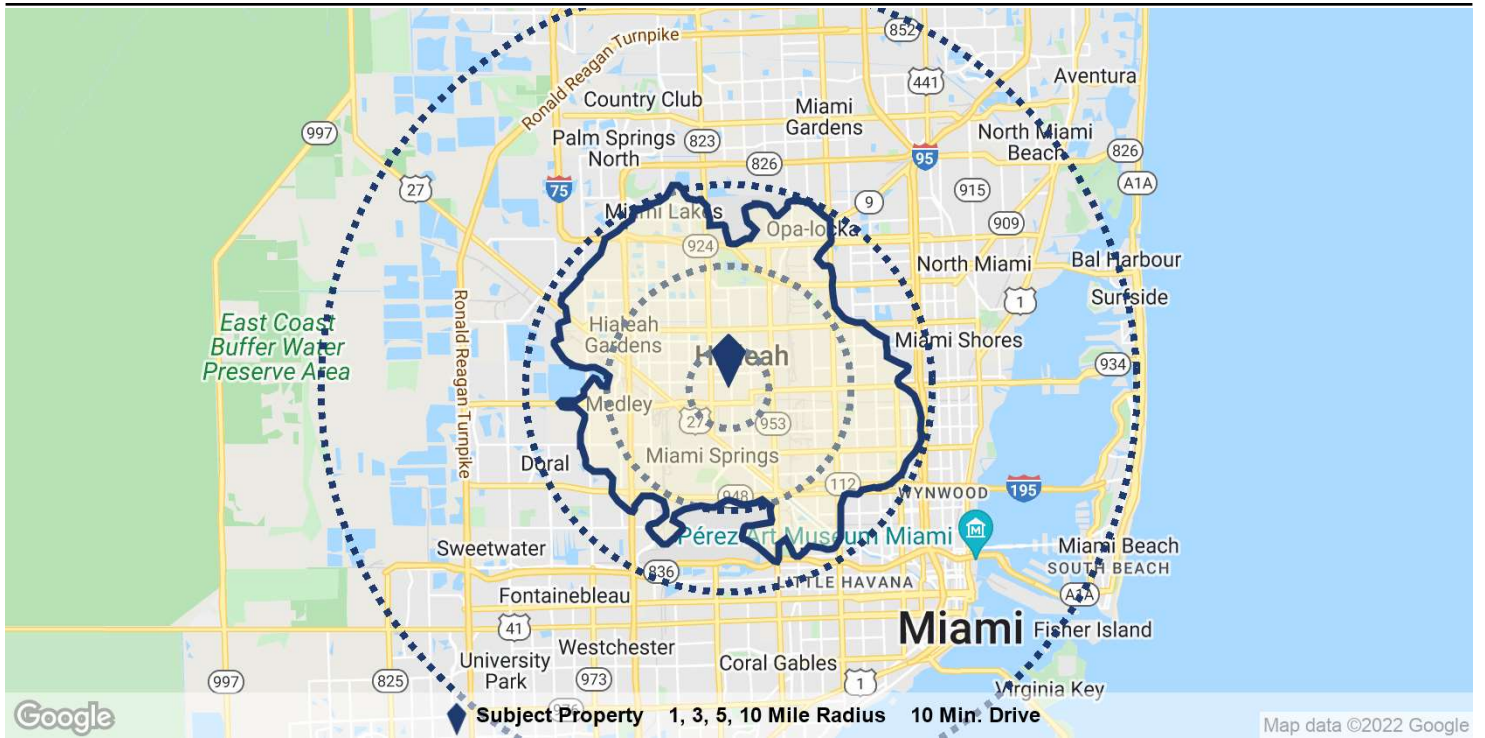 852
Ronald Reagan Turnpike
441
Aventura
Country Club
Miami
Gardens
997
Palm Springs
North
823
North Miami
Beach
826
95
826
27
75
915
A1A
Miami Lakes
9
909
Opa-locka
924
North Miami
Bal Harbour
1
Surfside
Ronald Reagan Turnpike
East Coast
Buffer Water
Preserve Area
Hialeah
Gardens
Miami Shores
934
Medley
27
953
Miami Springs
Doral
948
112
WYNWOOD
195
Pérez Art Museum Miami
Sweetwater
Miami Beach
SOUTH BEACH
836
LITTLE HAVANA
A1A
Fontainebleau
41
Miami
Fisher Island
Westchester
University
Park
Coral Gables
997
825
973
1
Virginia Key
976
Google
Subject Property 1, 3, 5, 10 Mile Radius 10 Min. Drive
Map data ©2022 Google